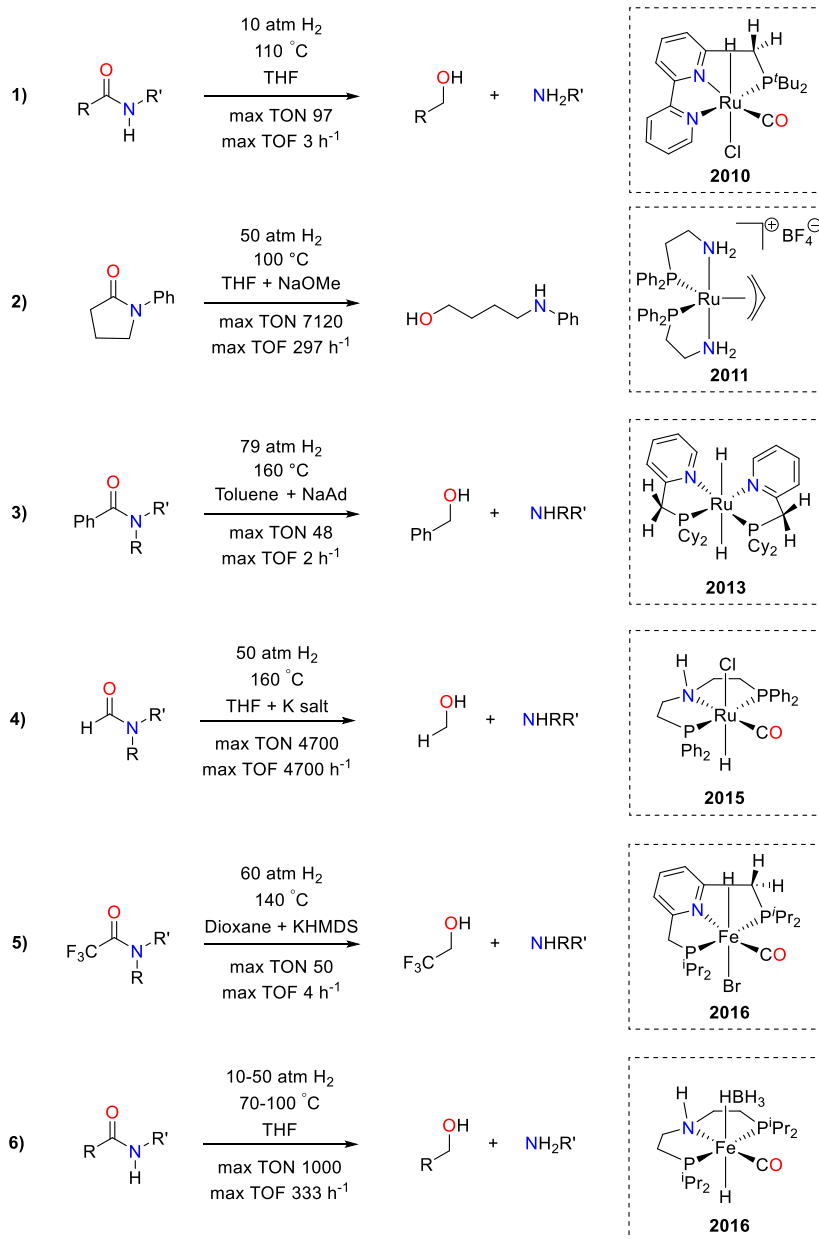 1)
O
R
N
H
R'
10 atm H2
110 °C
THF
max TON 97
max TOF 3 h-1
OH
R
+
NH2R'
H
H
H
N
N
PtBu2
Ru
CO
Cl
2010
2)
O
N
Ph
50 atm H2
100 °C
THF + NaOMe
max TON 7120
max TOF 297 h-1
HO
H
N
Ph
⊕ BF4⊖
NH2
Ph2P
Ru
Ph2P
NH2
2011
3)
O
Ph
N
R'
R
79 atm H2
160 °C
Toluene + NaAd
max TON 48
max TOF 2 h-1
OH
Ph
+
NHRR'
H
N
N
Ru
H
H
P
Cy2
H
P
Cy2
H
H
2013
4)
O
H
N
R'
R
50 atm H2
160 °C
THF + K salt
max TON 4700
max TOF 4700 h-1
OH
H
+
NHRR'
H
Cl
N
PPh2
Ru
P
Ph2
CO
H
2015
5)
O
F3C
N
R'
R
60 atm H2
140 °C
Dioxane + KHMDS
max TON 50
max TOF 4 h-1
OH
F3C
+
NHRR'
H
H
H
N
PiPr2
Fe
P
iPr2
CO
Br
2016
6)
O
R
N
H
R'
10-50 atm H2
70-100 °C
THF
max TON 1000
max TOF 333 h-1
OH
R
+
NH2R'
H
HBH3
N
PiPr2
Fe
P
iPr2
CO
H
2016